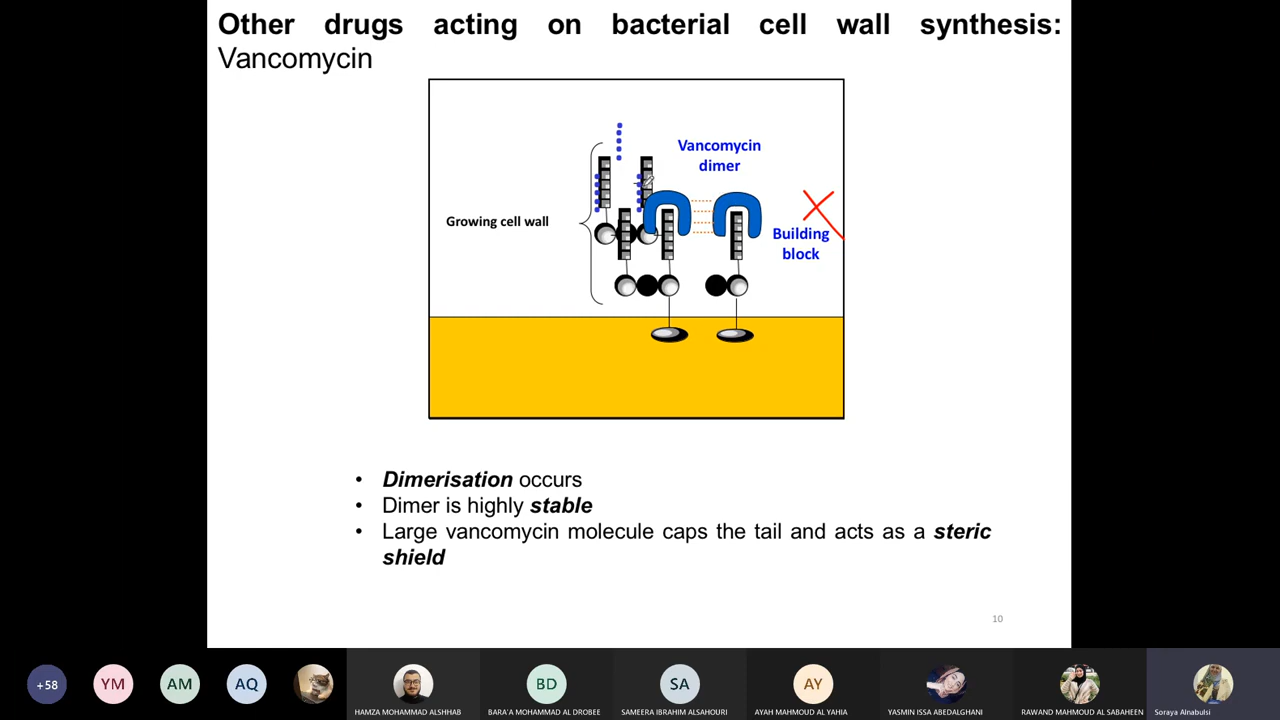 Other drugs acting on bacterial cell wall synthesis:
Vancomycin
Vancomycin
dimer
Growing cell wall
Building
block
• Dimerisation occurs
• Dimer is highly stable
• Large vancomycin molecule caps the tail and acts as a steric
shield
10
+58
YM
AM
AQ
BD
SA
AY
HAMZA MOHAMMAD ALSHHAB
BARA'A MOHAMMAD AL DROBEE
SAMEERA IBRAHIM ALSAHOURI
AYAH MAHMOUD AL YAHIA
YASMIN ISSA ABEDALGHANI
RAWAND MAHMOUD AL SABAHEEN
Soraya Alnabulsi